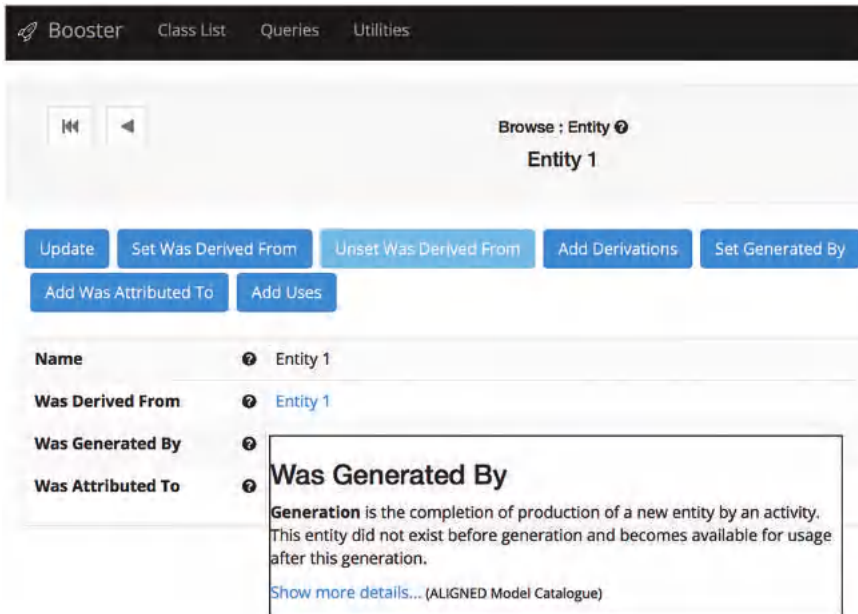 Booster Class List Queries Utilities
Browse : Entity
Entity 1
Update Set Was Derived From Unset Was Derived From Add Derivations Set Generated By
Add Was Attributed To Add Uses
Name Entity 1
Was Derived From Entity 1
Was Generated By
Was Attributed To
Was Generated By
Generation is the completion of production of a new entity by an activity.
This entity did not exist before generation and becomes available for usage
after this generation.
Show more details... (ALIGNED Model Catalogue)